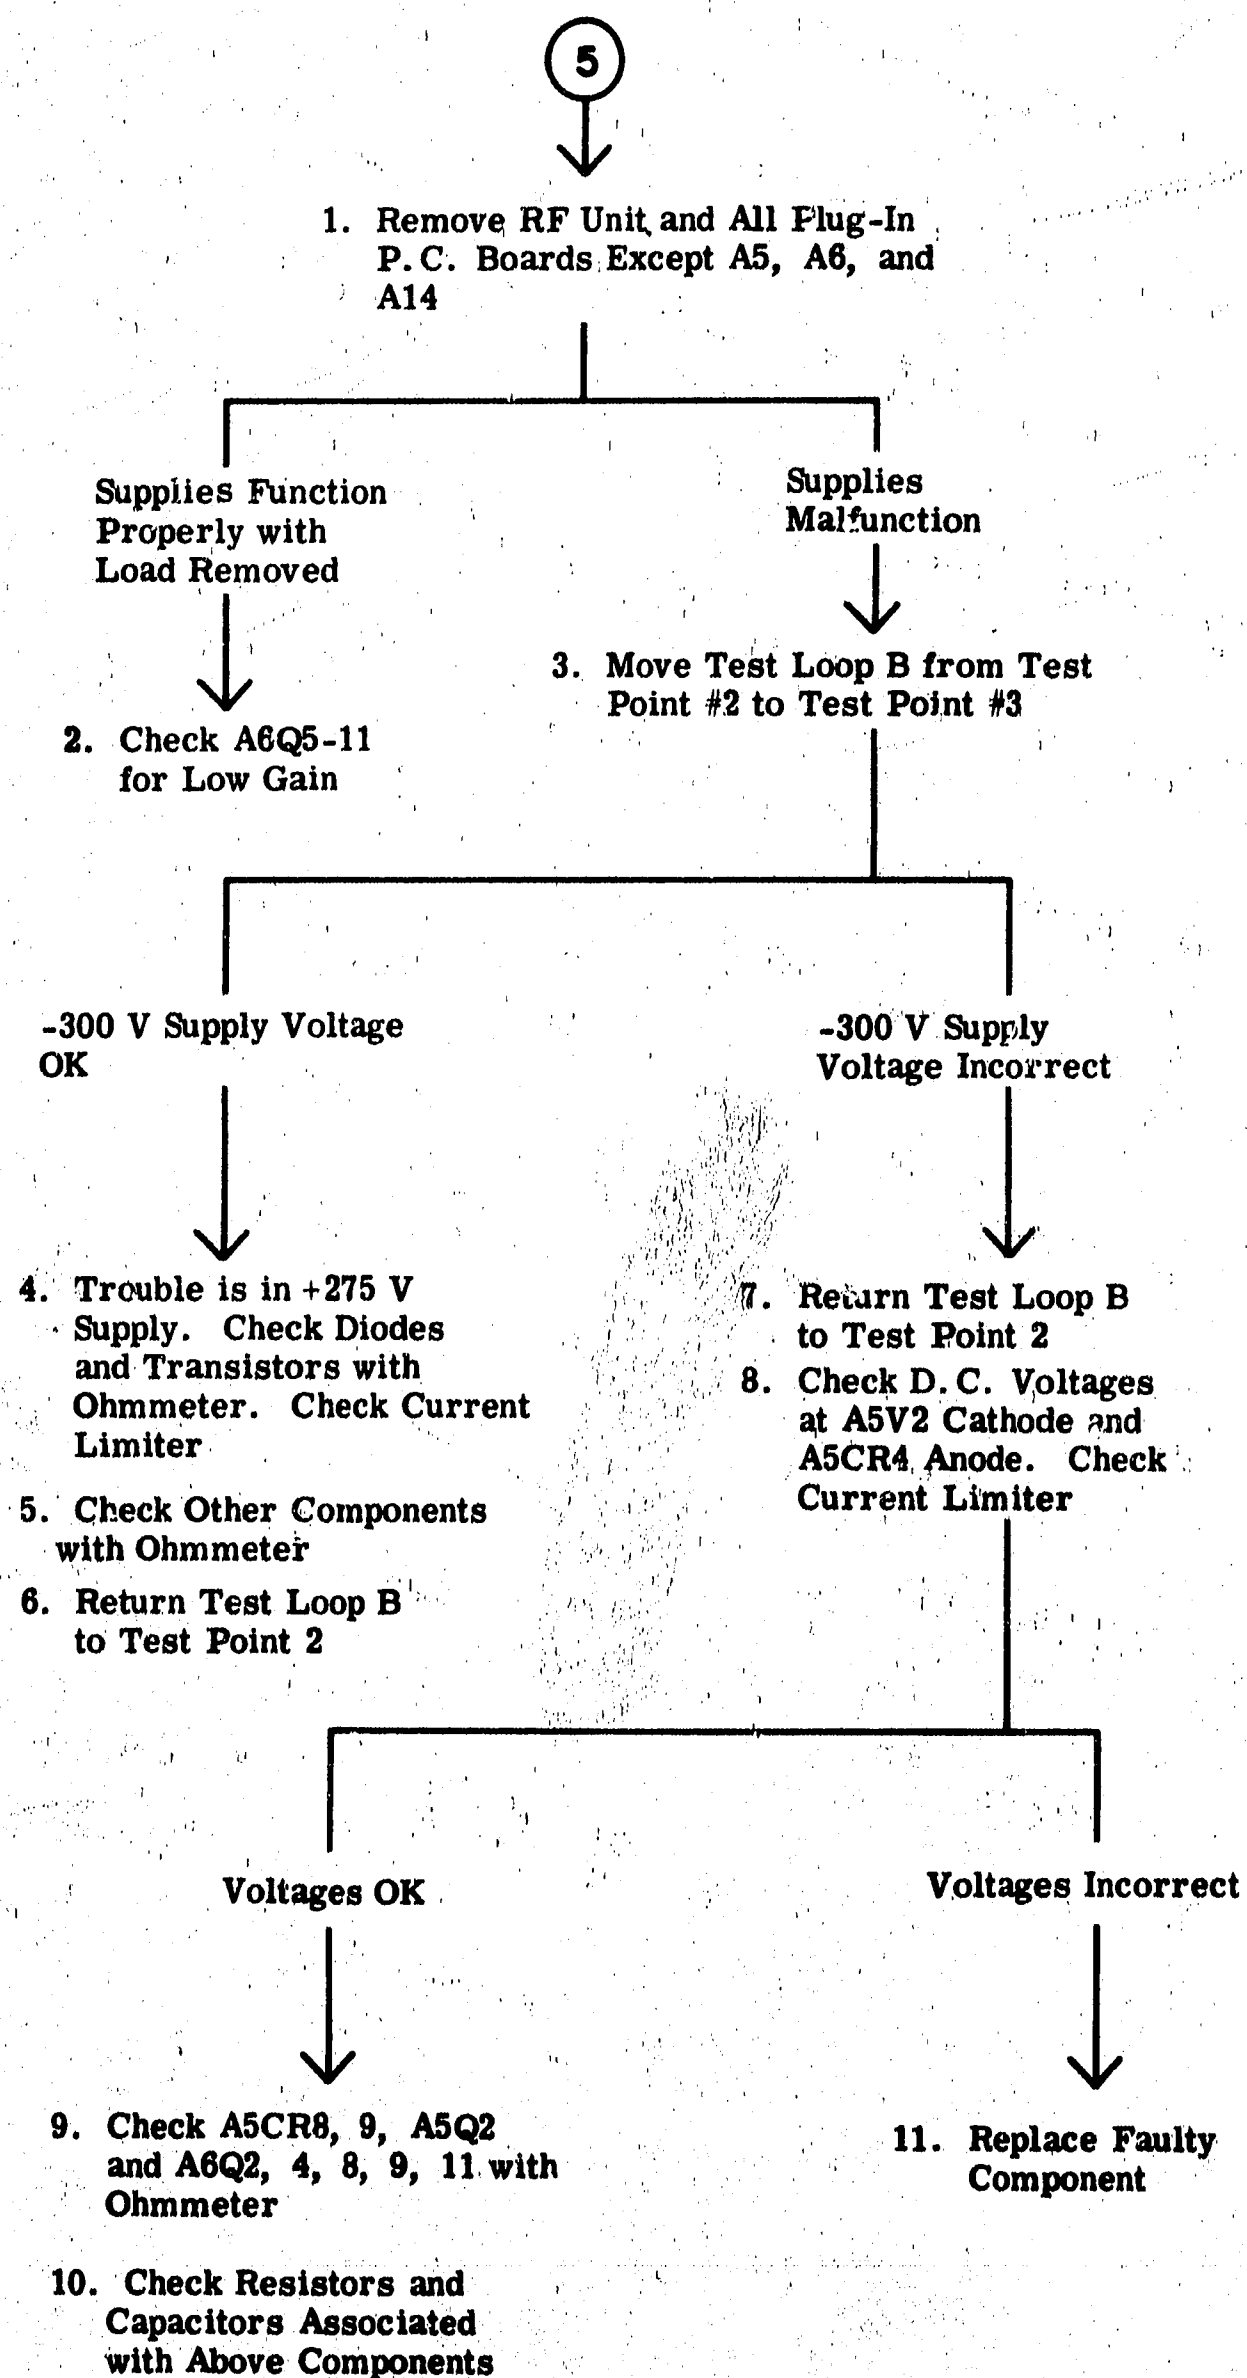 5
1. Remove RF Unit and All Plug-In
P.C. Boards Except A5, A6, and
A14
Supplies Function
Properly with
Load Removed
Supplies
Malfunction
2. Check A6Q5-11
for Low Gain
3. Move Test Loop B from Test
Point #2 to Test Point #3
-300 V Supply Voltage
OK
-300 V Supply
Voltage Incorrect
4. Trouble is in +275 V
Supply. Check Diodes
and Transistors with
Ohmmeter. Check Current
Limiter
5. Check Other Components
with Ohmmeter
6. Return Test Loop B
to Test Point 2
7. Return Test Loop B
to Test Point 2
8. Check D.C. Voltages
at A5V2 Cathode and
A5CR4 Anode. Check
Current Limiter
Voltages OK
Voltages Incorrect
9. Check A5CR8, 9, A5Q2
and A6Q2, 4, 8, 9, 11 with
Ohmmeter
10. Check Resistors and
Capacitors Associated
with Above Components
11. Replace Faulty
Component